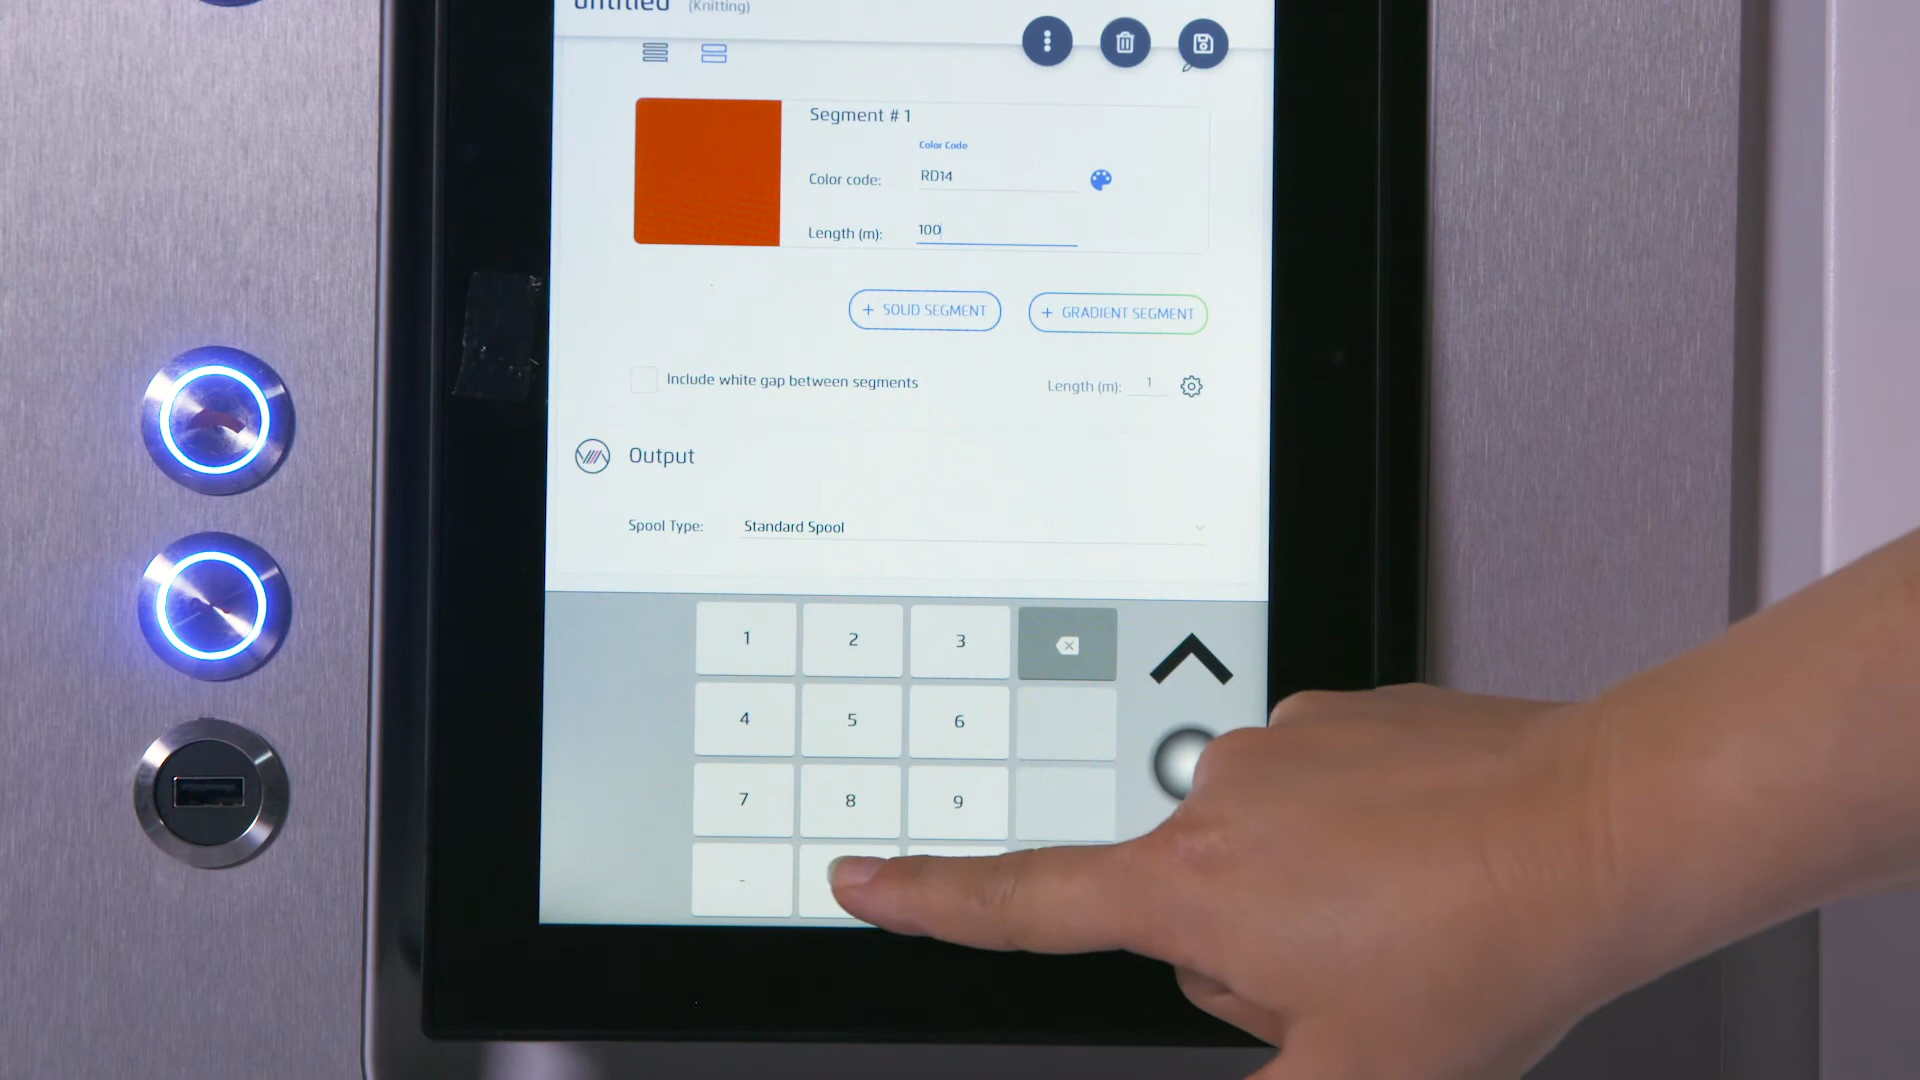 untitled (Knitting)
Segment # 1
Color Code
Color code: RD14
Length (m): 100
+ SOLID SEGMENT + GRADIENT SEGMENT
Include white gap between segments Length (m): 1
Output
Spool Type: Standard Spool
1 2 3
4 5 6
7 8 9
-